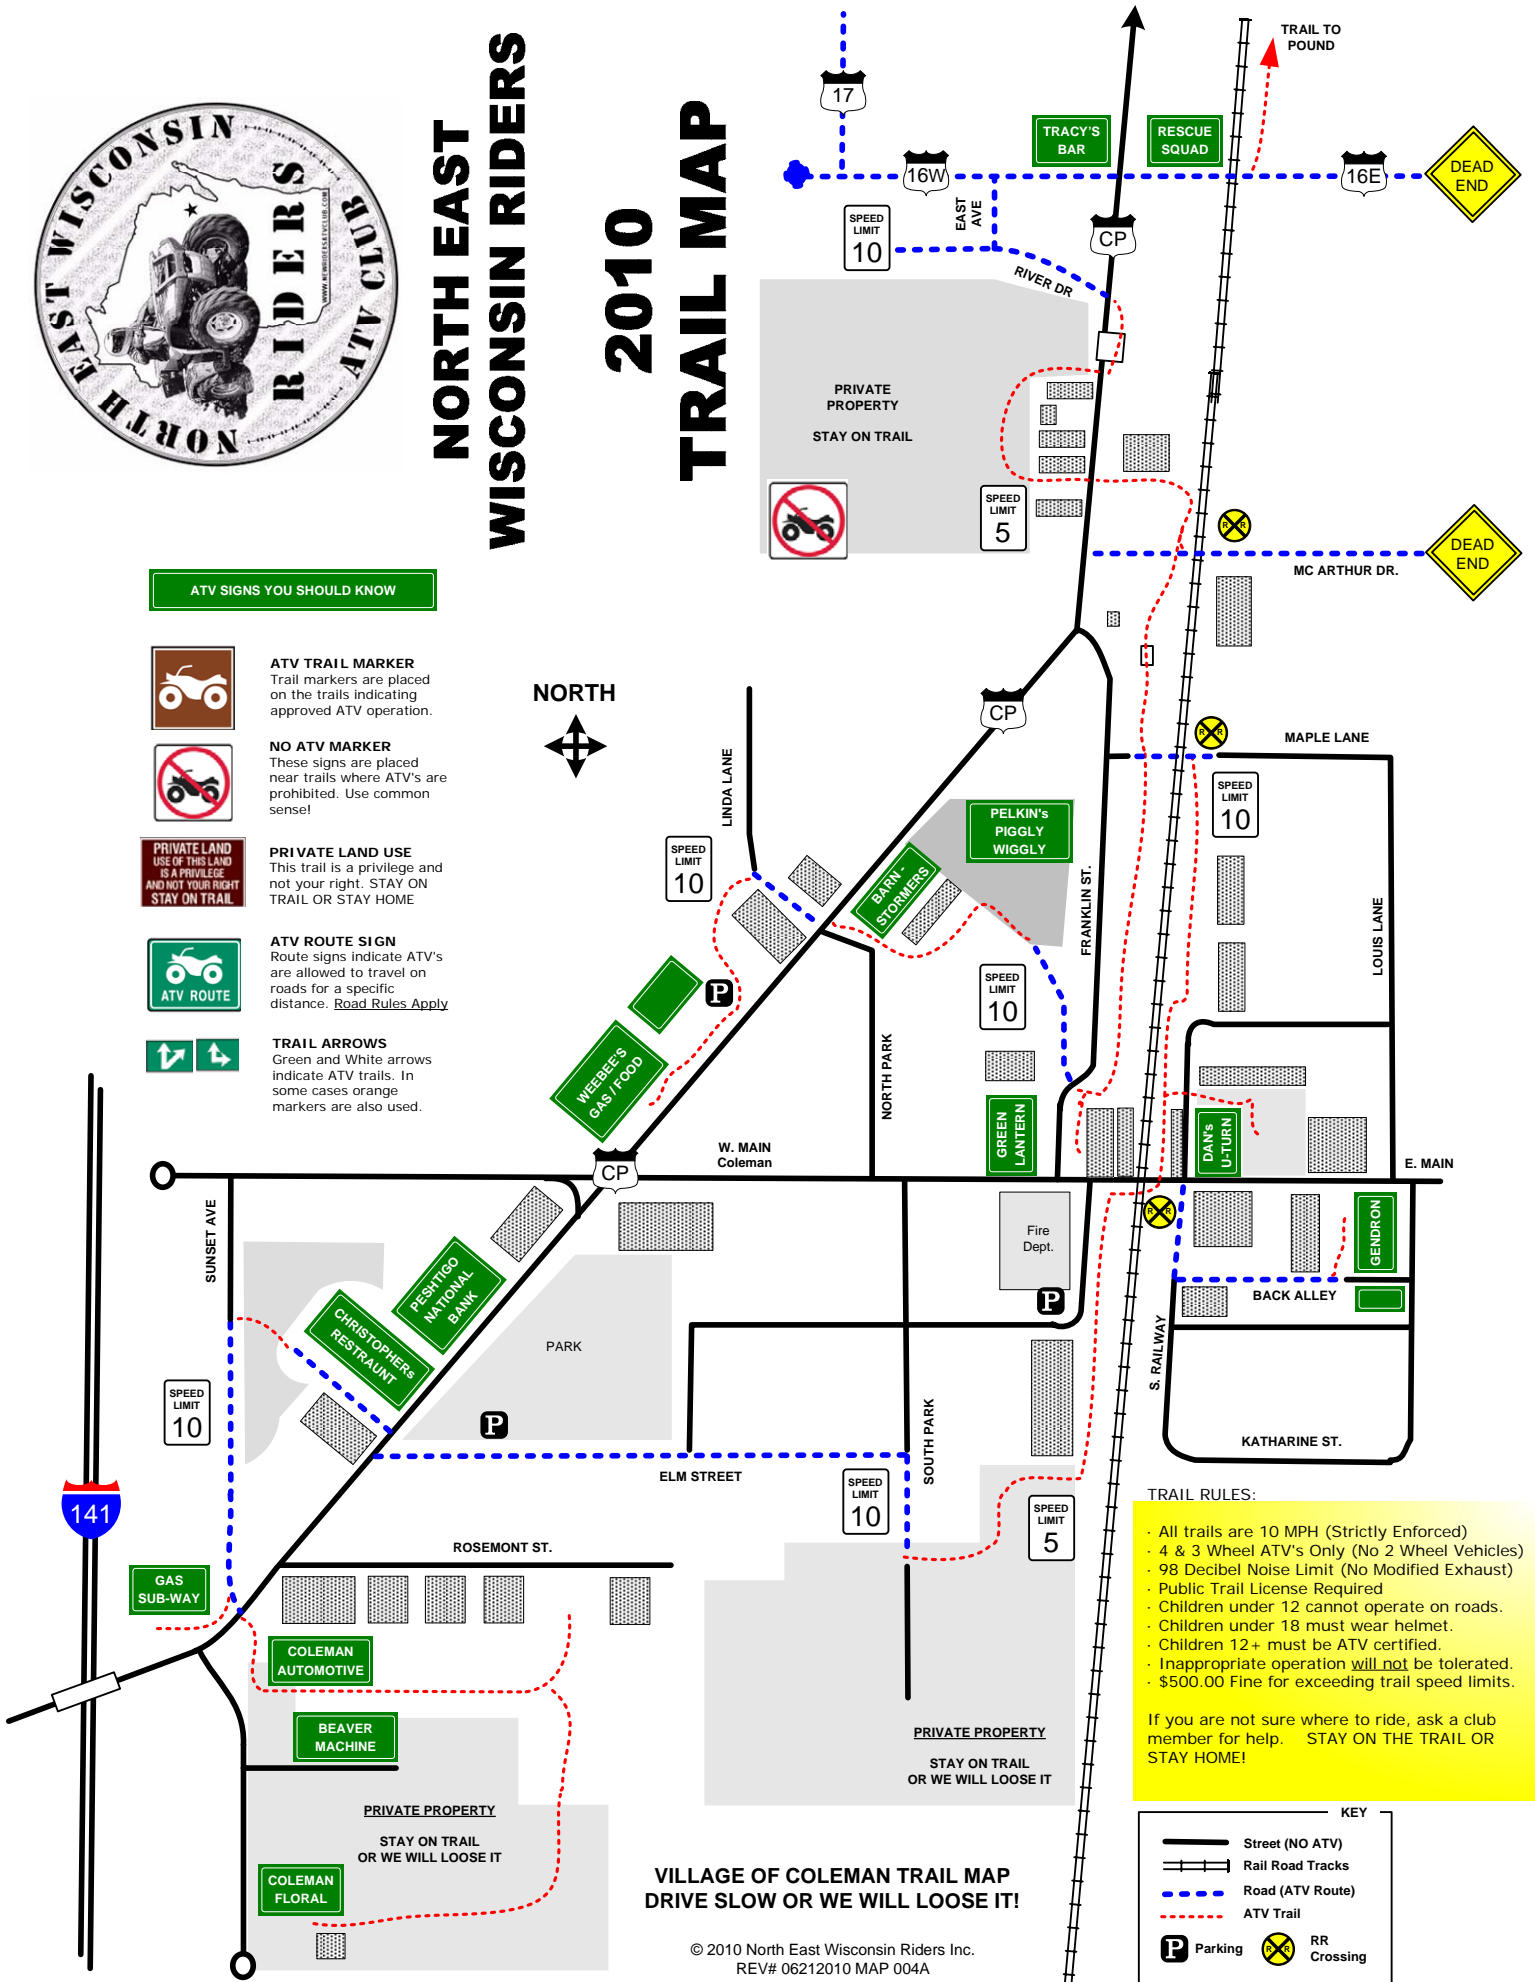 NORTH EAST WISCONSIN
RIDERS
ATV CLUB
WWW.NEWRIDERSATVCLUB.COM
NORTH EAST
WISCONSIN RIDERS
2010
TRAIL MAP
17
TRAIL TO
POUND
TRACY'S
BAR
RESCUE
SQUAD
16W
16E
DEAD
END
SPEED
LIMIT
10
EAST
AVE
CP
RIVER DR
PRIVATE
PROPERTY
STAY ON TRAIL
SPEED
LIMIT
5
R R
MC ARTHUR DR.
DEAD
END
ATV SIGNS YOU SHOULD KNOW
ATV TRAIL MARKER
Trail markers are placed
on the trails indicating
approved ATV operation.
NO ATV MARKER
These signs are placed
near trails where ATV's are
prohibited. Use common
sense!
PRIVATE LAND
USE OF THIS LAND
IS A PRIVILEGE
AND NOT YOUR RIGHT
STAY ON TRAIL
PRIVATE LAND USE
This trail is a privilege and
not your right. STAY ON
TRAIL OR STAY HOME
ATV ROUTE
ATV ROUTE SIGN
Route signs indicate ATV's
are allowed to travel on
roads for a specific
distance. Road Rules Apply
TRAIL ARROWS
Green and White arrows
indicate ATV trails. In
some cases orange
markers are also used.
NORTH
CP
LINDA LANE
R R
MAPLE LANE
SPEED
LIMIT
10
SPEED
LIMIT
10
PELKIN's
PIGGLY
WIGGLY
BARN -
STORMERS
FRANKLIN ST.
LOUIS LANE
P
SPEED
LIMIT
10
WEEBEE'S
GAS / FOOD
NORTH PARK
GREEN
LANTERN
DAN's
U-TURN
W. MAIN
Coleman
CP
E. MAIN
SUNSET AVE
Fire
Dept.
R R
GENDRON
PESHTIGO
NATIONAL
BANK
P
BACK ALLEY
CHRISTOPHERs
RESTRAUNT
PARK
S. RAILWAY
SPEED
LIMIT
10
P
SOUTH PARK
KATHARINE ST.
ELM STREET
SPEED
LIMIT
10
SPEED
LIMIT
5
141
ROSEMONT ST.
GAS
SUB-WAY
TRAIL RULES:
· All trails are 10 MPH (Strictly Enforced)
· 4 & 3 Wheel ATV's Only (No 2 Wheel Vehicles)
· 98 Decibel Noise Limit (No Modified Exhaust)
· Public Trail License Required
· Children under 12 cannot operate on roads.
· Children under 18 must wear helmet.
· Children 12+ must be ATV certified.
· Inappropriate operation will not be tolerated.
· $500.00 Fine for exceeding trail speed limits.
If you are not sure where to ride, ask a club
member for help. STAY ON THE TRAIL OR
STAY HOME!
COLEMAN
AUTOMOTIVE
BEAVER
MACHINE
PRIVATE PROPERTY
STAY ON TRAIL
OR WE WILL LOOSE IT
PRIVATE PROPERTY
STAY ON TRAIL
OR WE WILL LOOSE IT
COLEMAN
FLORAL
VILLAGE OF COLEMAN TRAIL MAP
DRIVE SLOW OR WE WILL LOOSE IT!
© 2010 North East Wisconsin Riders Inc.
REV# 06212010 MAP 004A
KEY
Street (NO ATV)
Rail Road Tracks
Road (ATV Route)
ATV Trail
P Parking
R R RR
Crossing